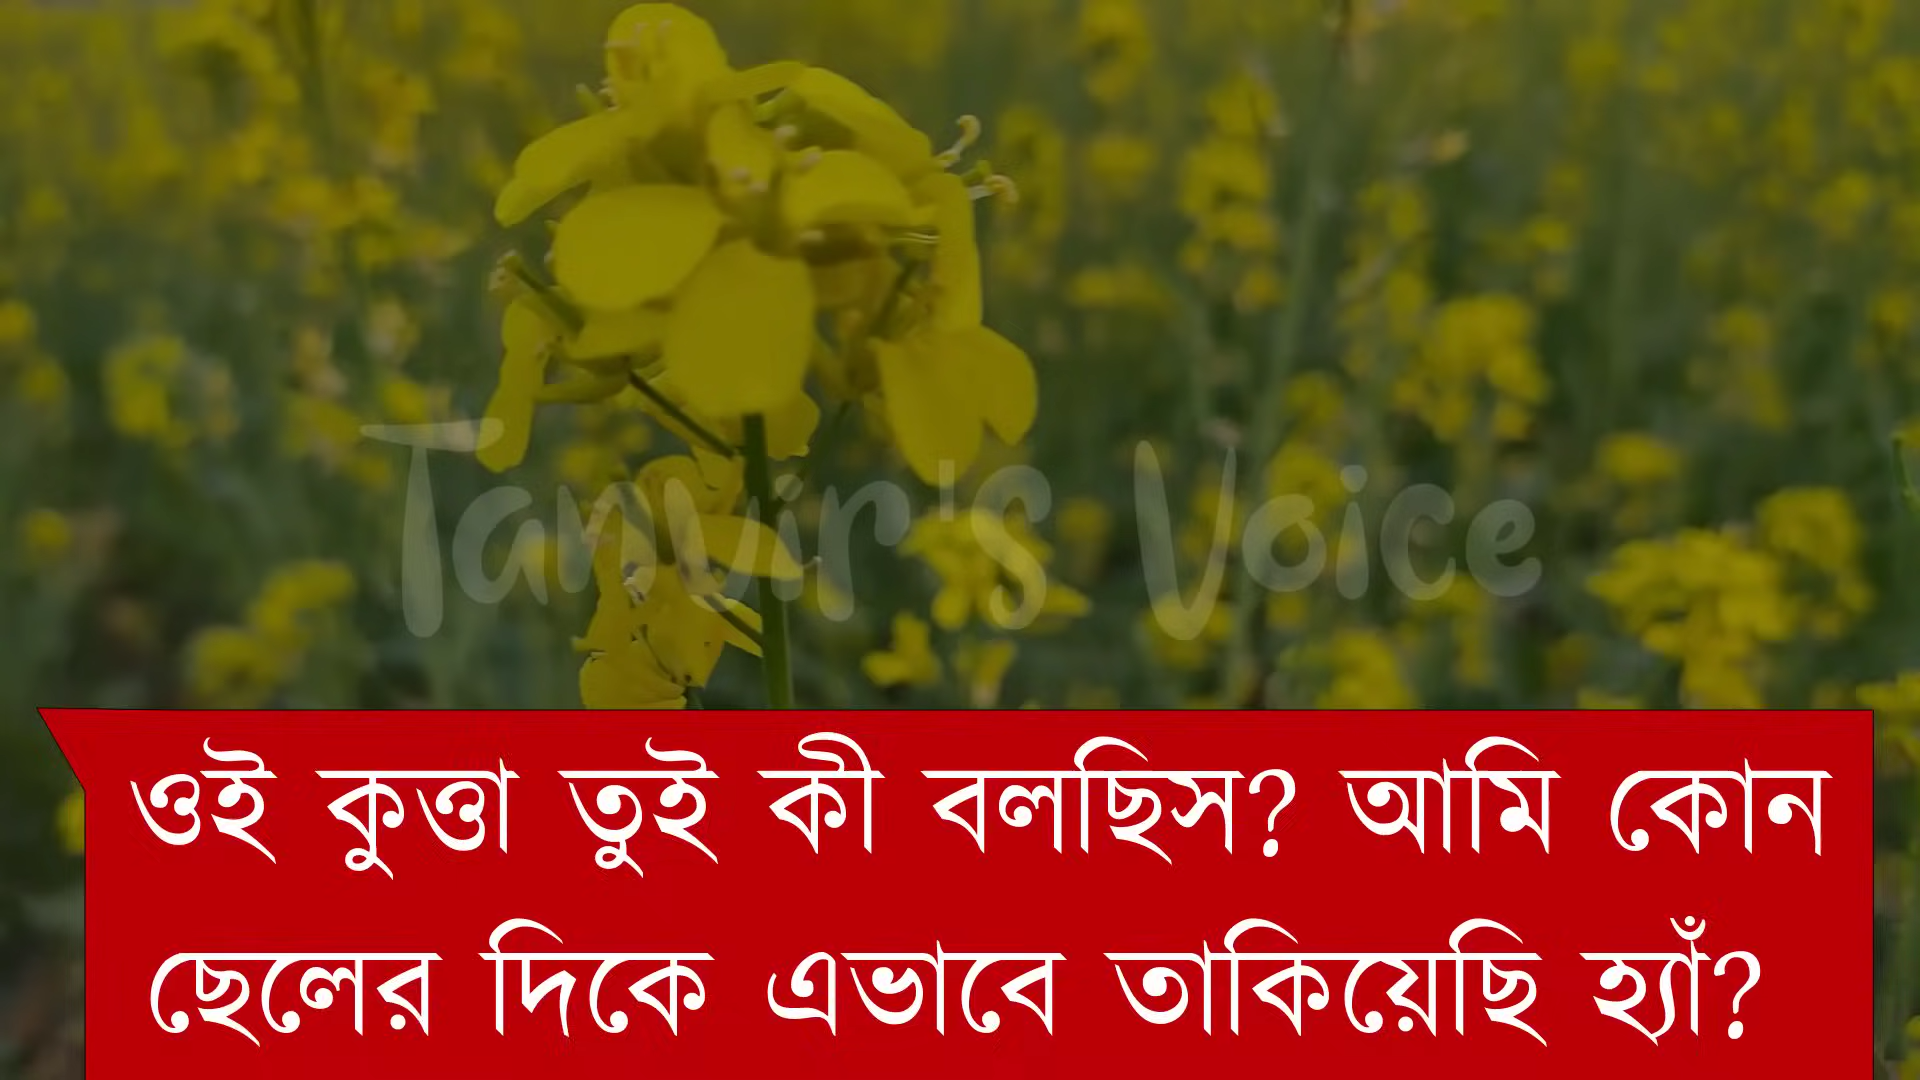 Tanvir's Voice
ওই কুত্তা তুই কী বলছিস? আমি কোন
ছেলের দিকে এভাবে তাকিয়েছি হ্যাঁ?